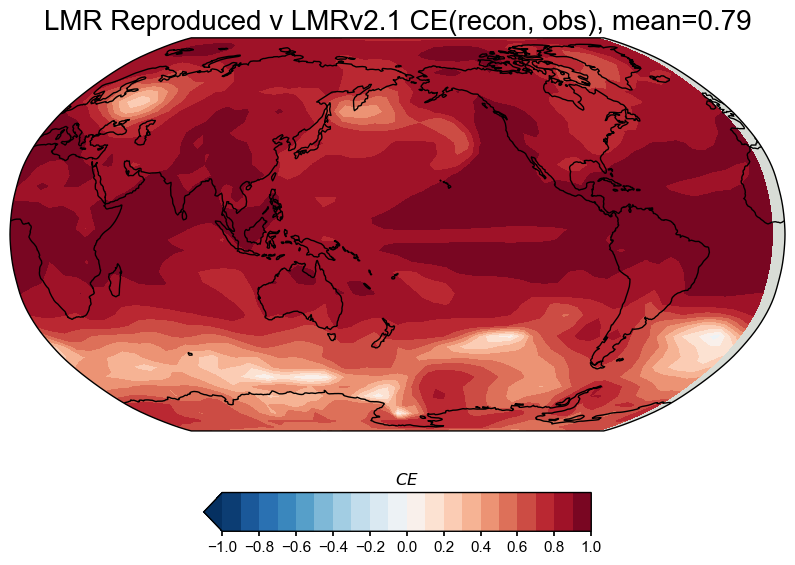 LMR Reproduced v LMRv2.1 CE(recon, obs), mean=0.79
CE
−1.0 −0.8 −0.6 −0.4 −0.2 0.0 0.2 0.4 0.6 0.8 1.0